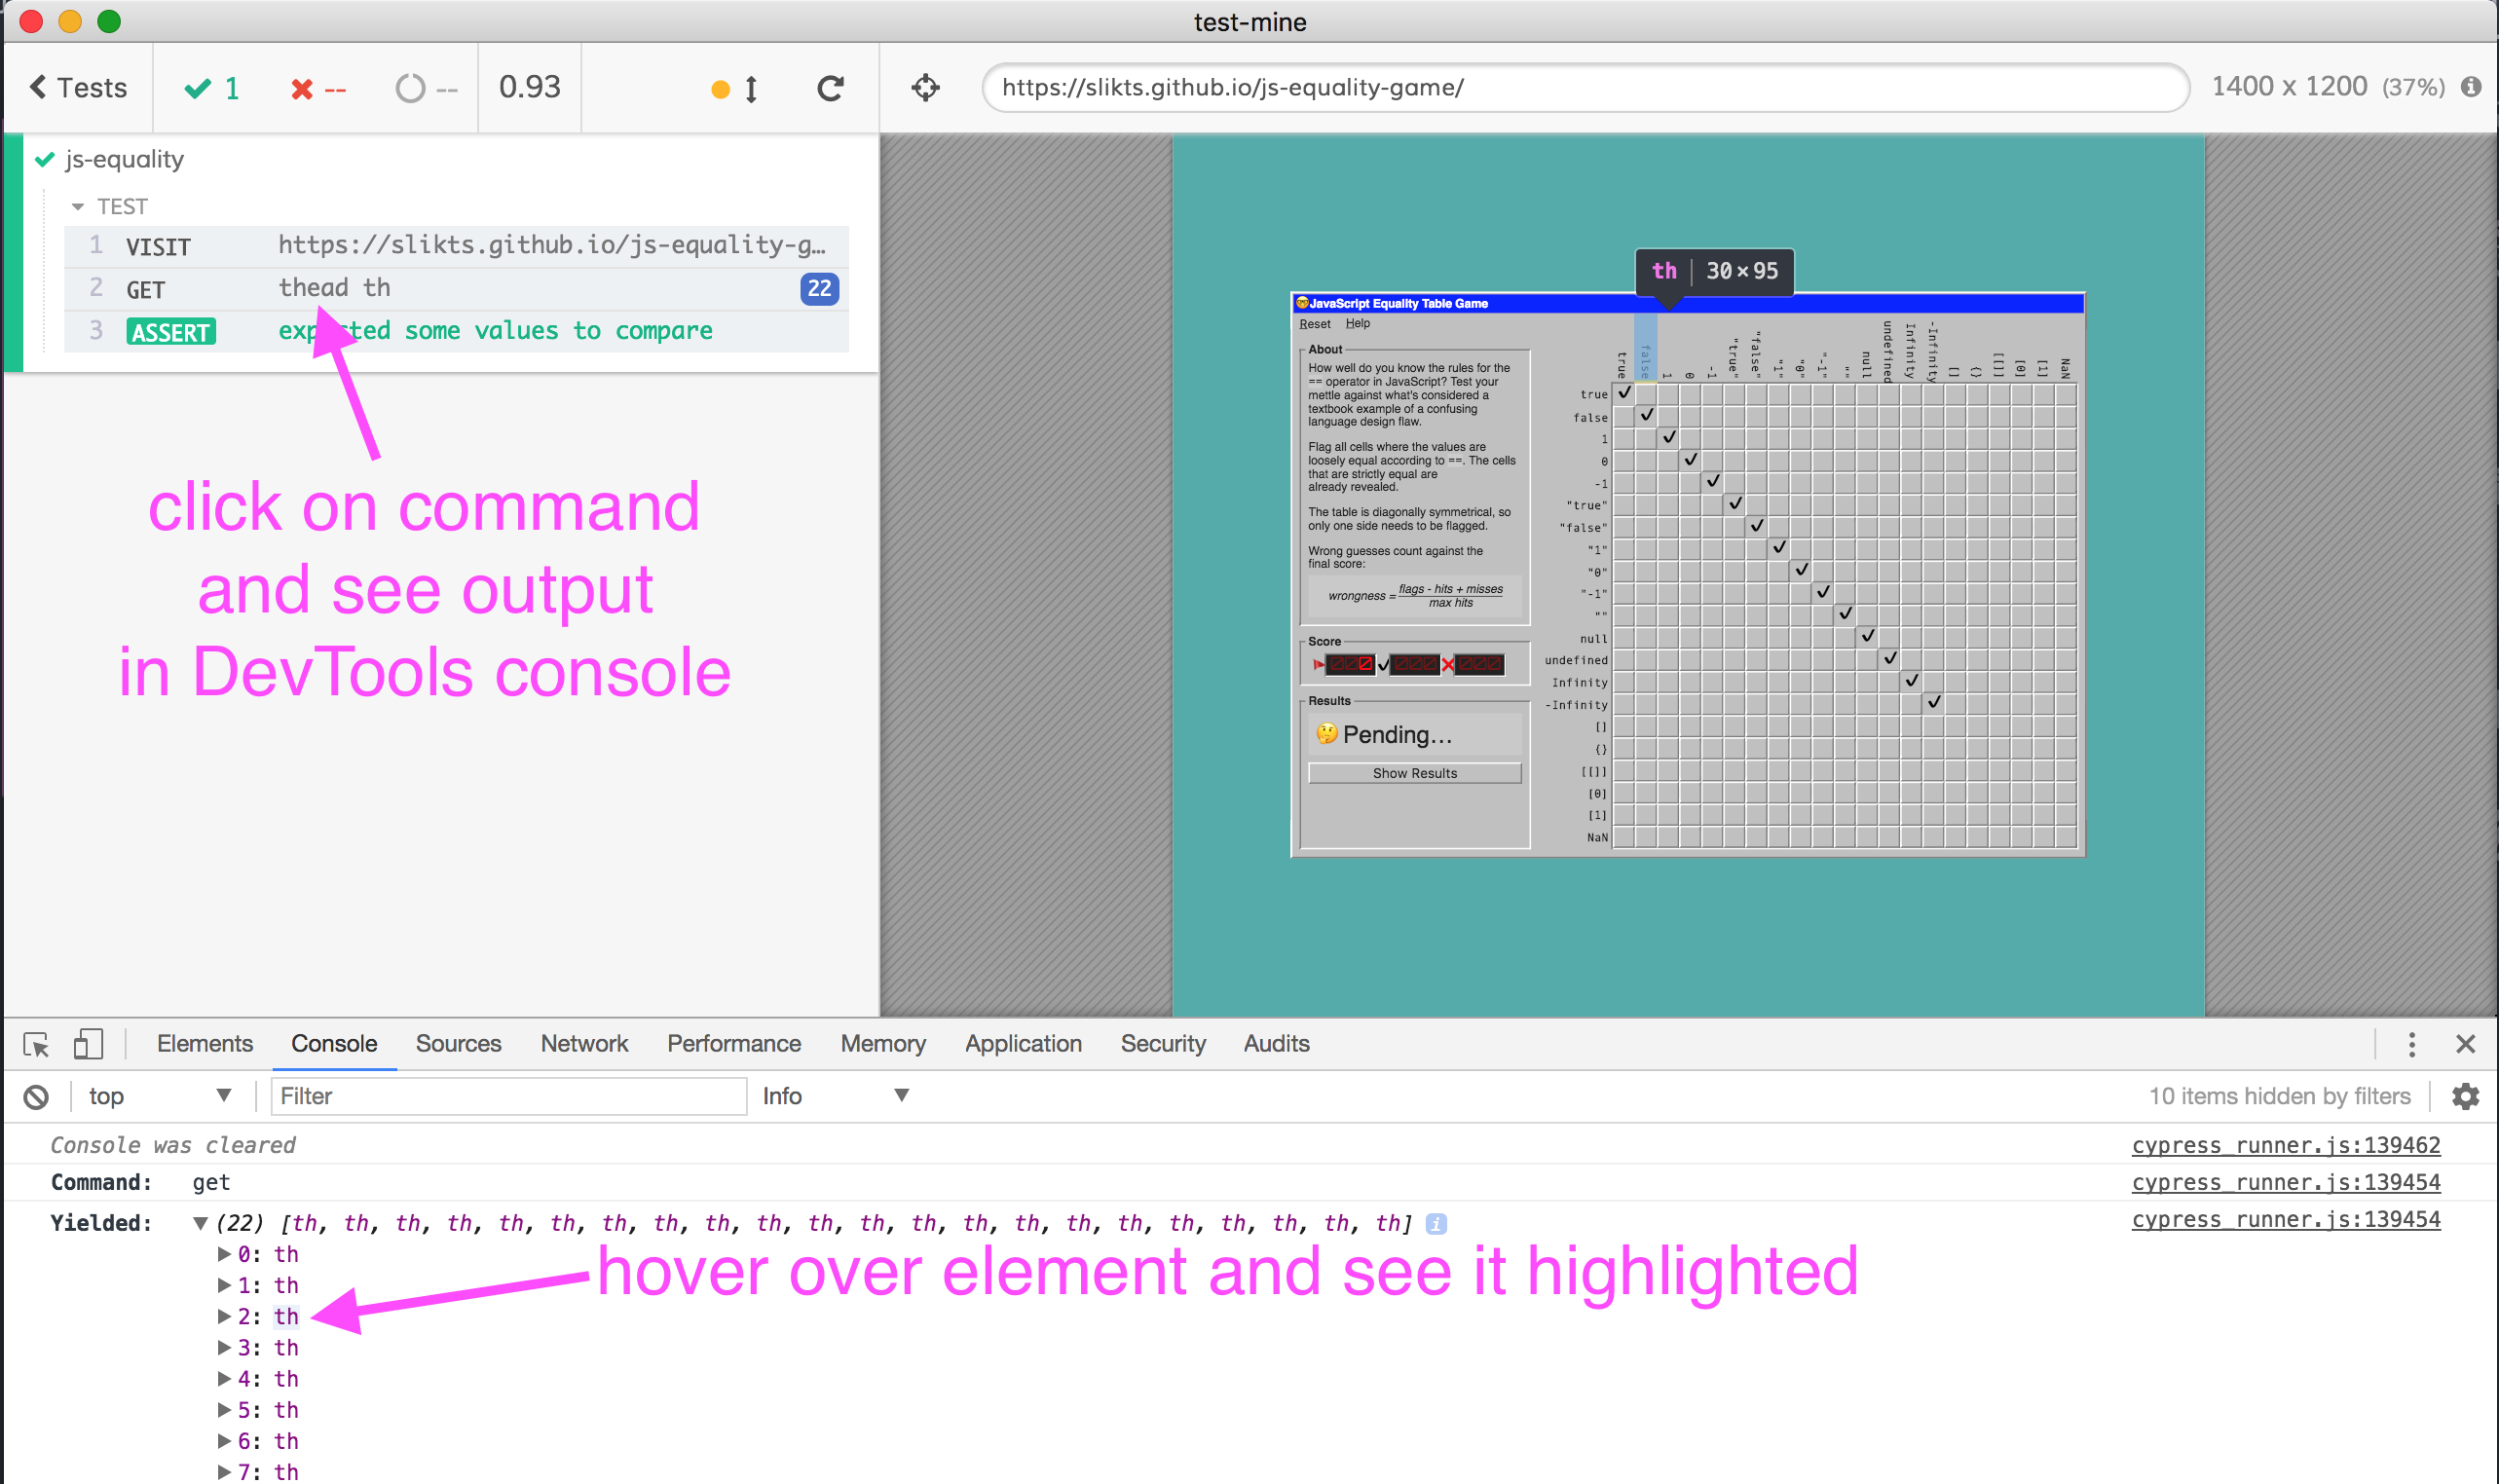 test-mine
Tests
1
--
--
0.93
https://slikts.github.io/js-equality-game/
1400 x 1200 (37%)
js-equality
TEST
1 VISIT https://slikts.github.io/js-equality-g…
2 GET thead th 22
3 ASSERT expected some values to compare
click on command
and see output
in DevTools console
th 30×95
JavaScript Equality Table Game
Reset Help
About
How well do you know the rules for the
== operator in JavaScript? Test your
mettle against what's considered a
textbook example of a confusing
language design flaw.
Flag all cells where the values are
loosely equal according to ==. The cells
that are strictly equal are
already revealed.
The table is diagonally symmetrical, so
only one side needs to be flagged.
Wrong guesses count against the
final score:
wrongness = flags - hits + misses
max hits
Score
000 000 000
Results
🤔 Pending…
Show Results
true false 1 0 -1 "true" "false" "1" "0" "-1" "" null undefined Infinity -Infinity [] {} [[]] [0] [1] NaN
true
false
1
0
-1
"true"
"false"
"1"
"0"
"-1"
""
null
undefined
Infinity
-Infinity
[]
{}
[[]]
[0]
[1]
NaN
Elements Console Sources Network Performance Memory Application Security Audits
top Filter Info 10 items hidden by filters
Console was cleared cypress_runner.js:139462
Command: get cypress_runner.js:139454
Yielded: (22) [th, th, th, th, th, th, th, th, th, th, th, th, th, th, th, th, th, th, th, th, th, th] i cypress_runner.js:139454
0: th
hover over element and see it highlighted
1: th
2: th
3: th
4: th
5: th
6: th
7: th